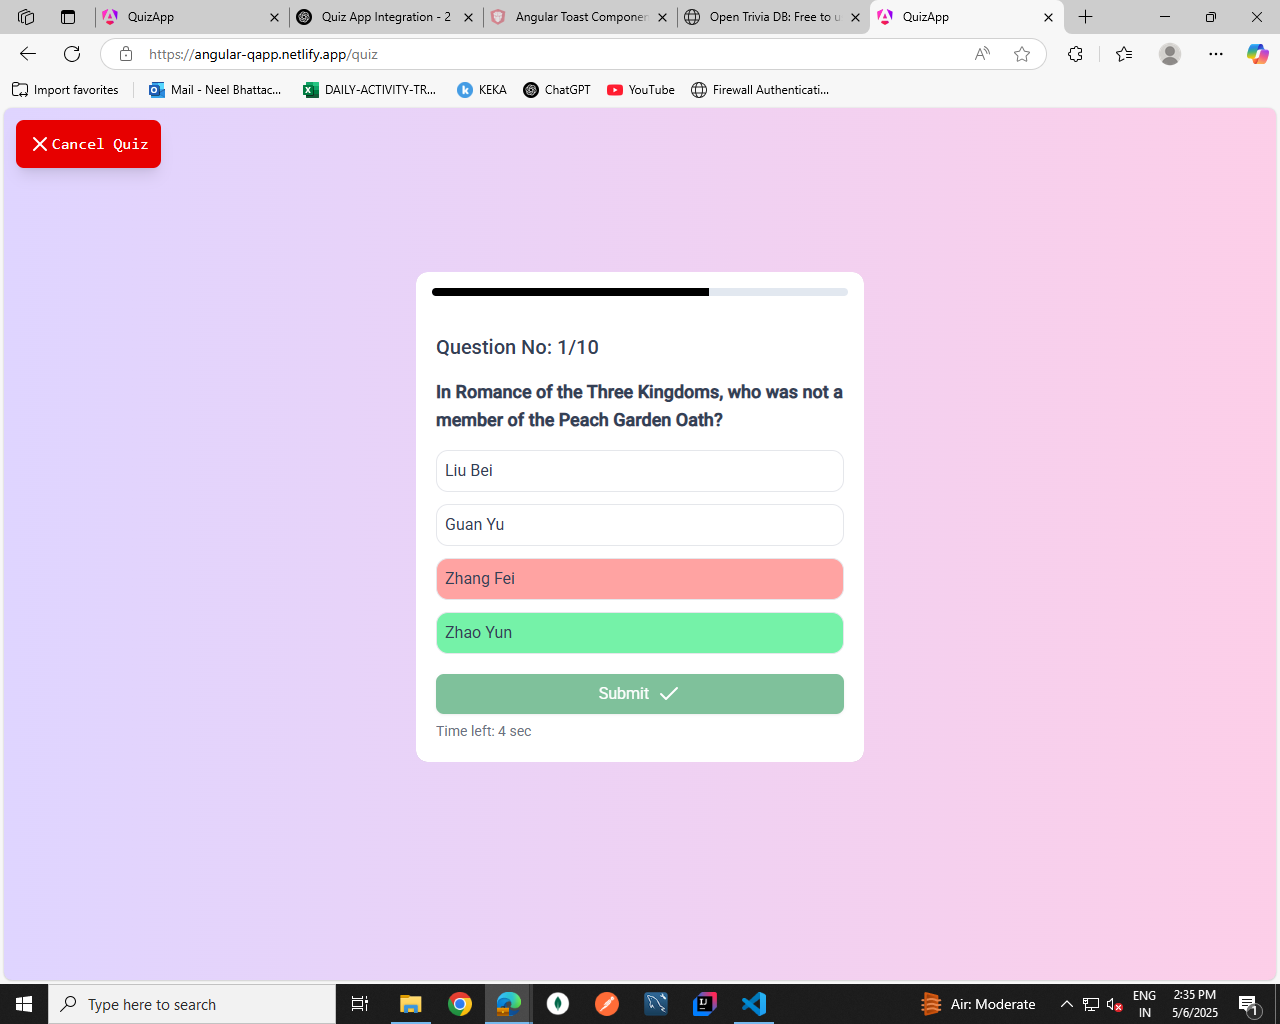 QuizApp
Quiz App Integration - 2
Angular Toast Componen
Open Trivia DB: Free to u
QuizApp
https://angular-qapp.netlify.app/quiz
Import favorites
Mail - Neel Bhattac...
DAILY-ACTIVITY-TR...
KEKA
ChatGPT
YouTube
Firewall Authenticati...
Cancel Quiz
Question No: 1/10
In Romance of the Three Kingdoms, who was not a
member of the Peach Garden Oath?
Liu Bei
Guan Yu
Zhang Fei
Zhao Yun
Submit
Time left: 4 sec
Type here to search
Air: Moderate
ENG
IN
2:35 PM
5/6/2025
1